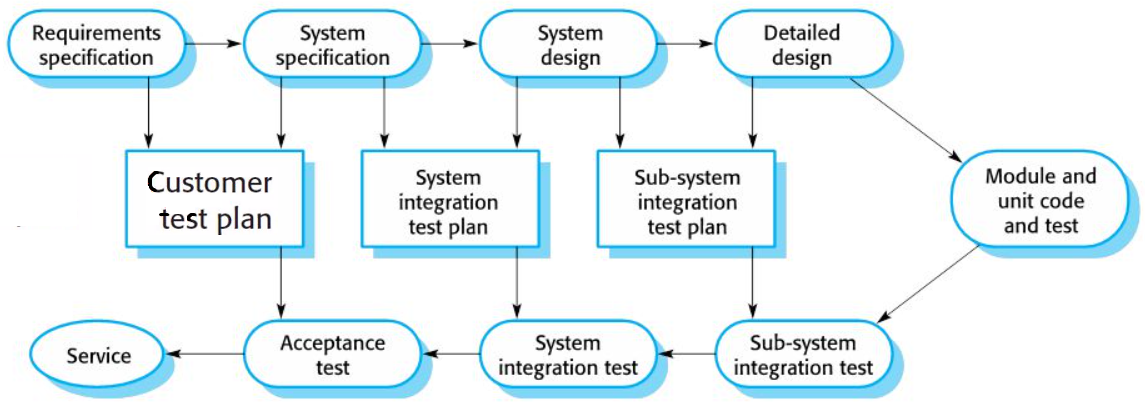 Requirements
specification
System
specification
System
design
Detailed
design
Customer
test plan
System
integration
test plan
Sub-system
integration
test plan
Module and
unit code
and test
Service
Acceptance
test
System
integration test
Sub-system
integration test